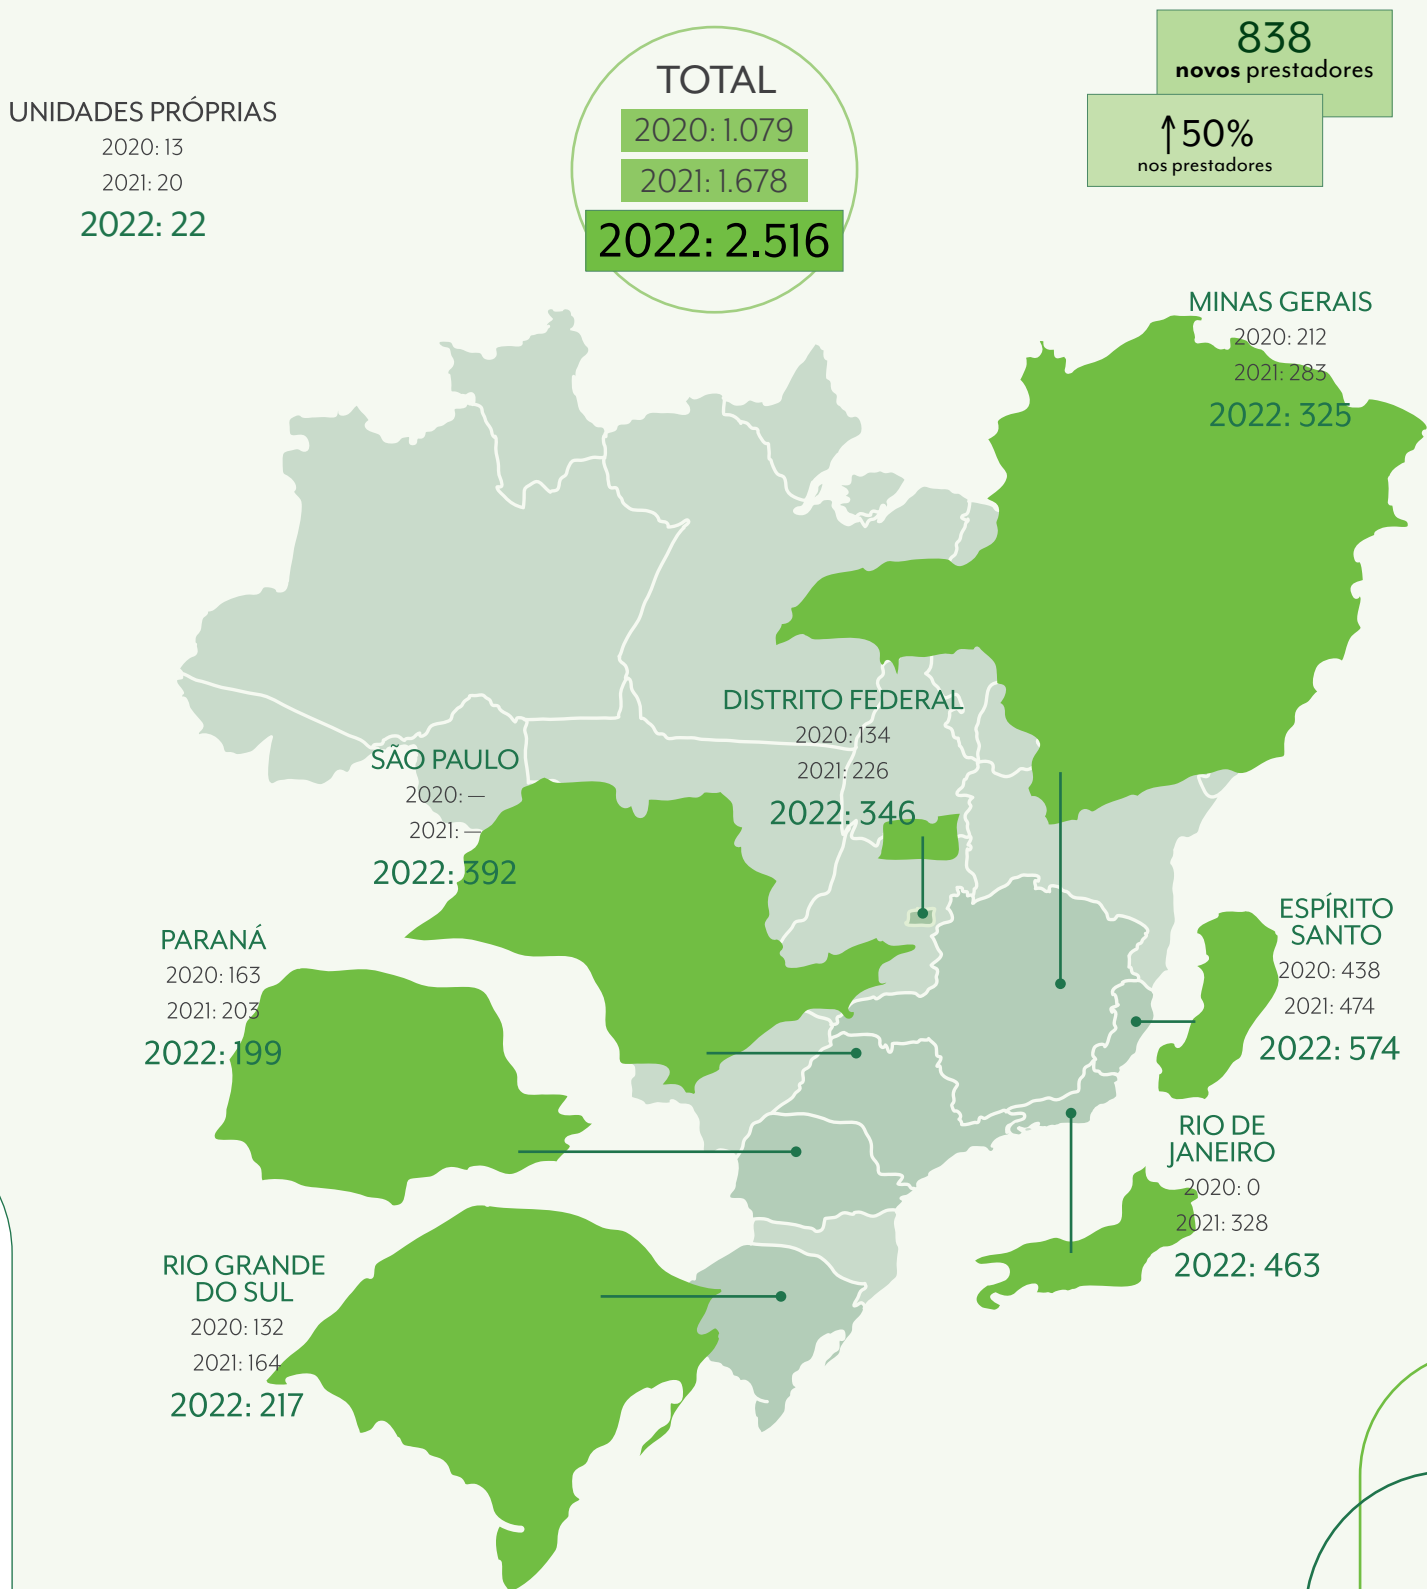 UNIDADES PRÓPRIAS
2020: 13
2021: 20
2022: 22
TOTAL
2020: 1.079
2021: 1.678
2022: 2.516
838
novos prestadores
↑50%
nos prestadores
MINAS GERAIS
2020: 212
2021: 283
2022: 325
DISTRITO FEDERAL
2020: 134
2021: 226
2022: 346
SÃO PAULO
2020: —
2021: —
2022: 392
PARANÁ
2020: 163
2021: 203
2022: 199
ESPÍRITO
SANTO
2020: 438
2021: 474
2022: 574
RIO DE
JANEIRO
2020: 0
2021: 328
2022: 463
RIO GRANDE
DO SUL
2020: 132
2021: 164
2022: 217